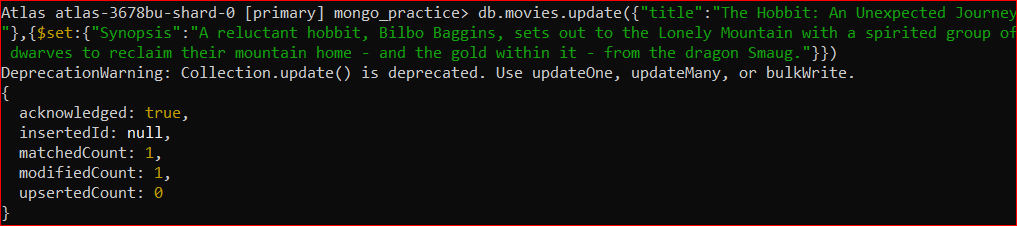 Atlas atlas-3678bu-shard-0 [primary] mongo_practice> db.movies.update({"title":"The Hobbit: An Unexpected Journey
"},{$set:{"Synopsis":"A reluctant hobbit, Bilbo Baggins, sets out to the Lonely Mountain with a spirited group of
dwarves to reclaim their mountain home - and the gold within it - from the dragon Smaug."}})
DeprecationWarning: Collection.update() is deprecated. Use updateOne, updateMany, or bulkWrite.
{
  acknowledged: true,
  insertedId: null,
  matchedCount: 1,
  modifiedCount: 1,
  upsertedCount: 0
}